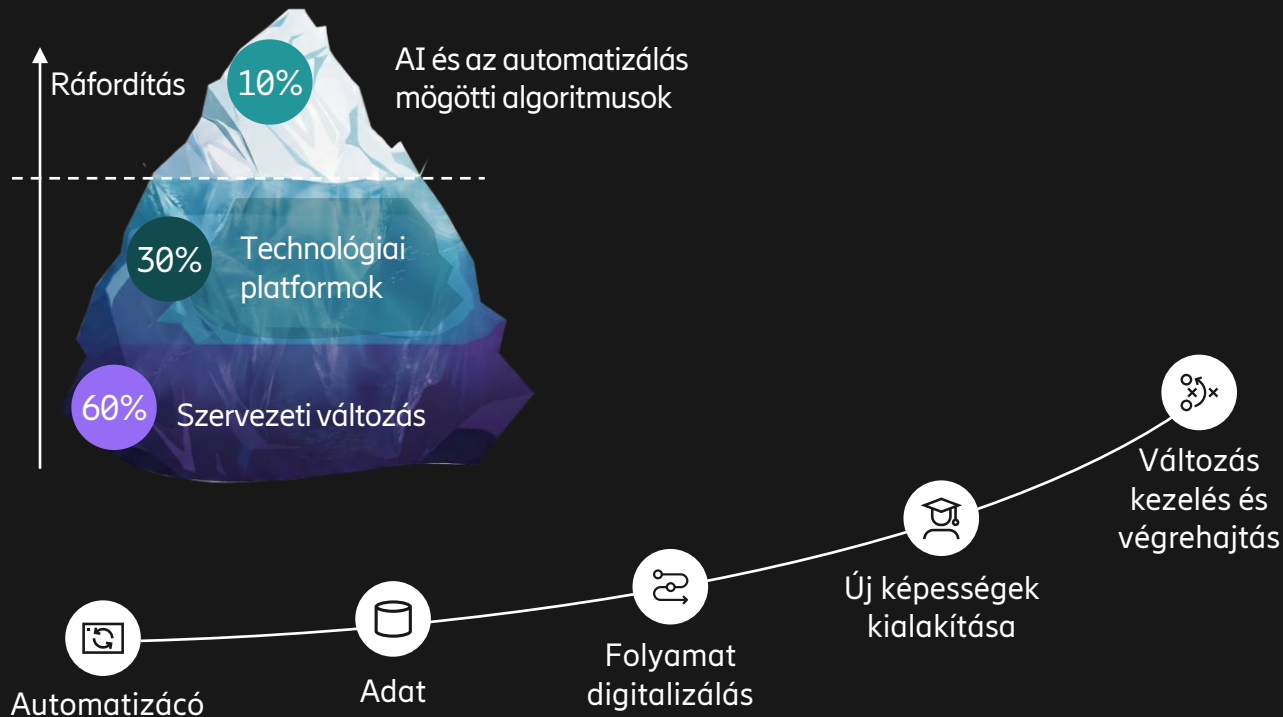 Ráfordítás
10%
AI és az automatizálás
mögötti algoritmusok
30%
Technológiai
platformok
60%
Szervezeti változás
Automatizácó
Adat
Folyamat
digitalizálás
Új képességek
kialakítása
Változás
kezelés és
végrehajtás